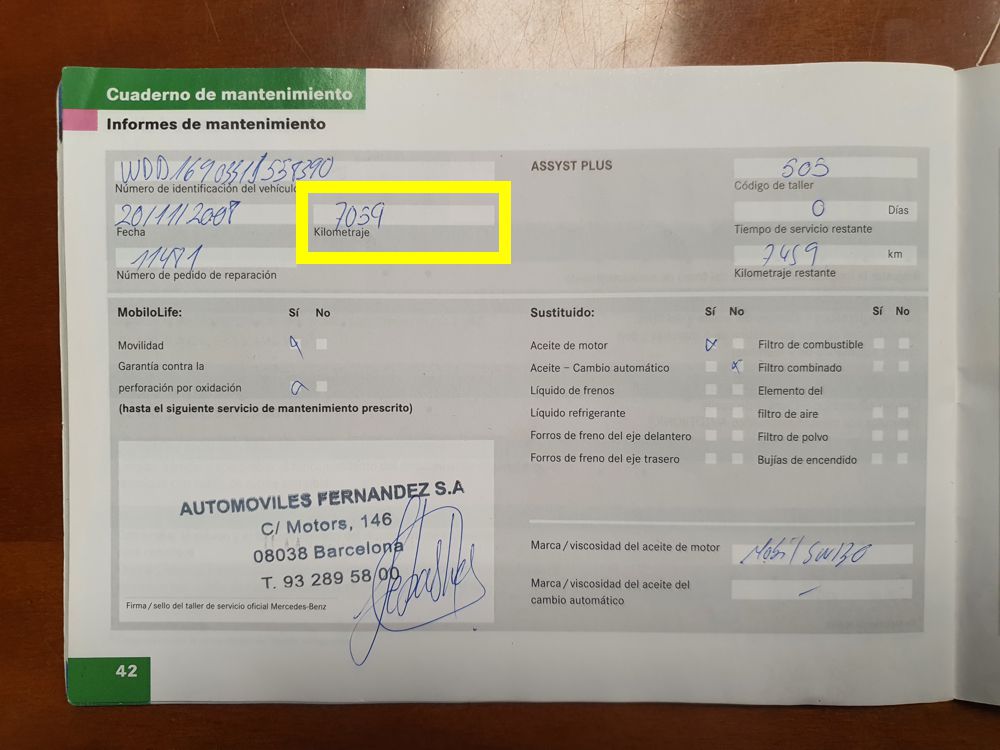 Cuaderno de mantenimiento
Informes de mantenimiento
Número de identificación del vehículo
20/11/2008
Fecha
7059
Kilometraje
11481
Número de pedido de reparación
ASSYST PLUS
505
Código de taller
0 Días
Tiempo de servicio restante
7459 km
Kilometraje restante
MobiloLife: Sí No
Movilidad
Garantía contra la
perforación por oxidación
(hasta el siguiente servicio de mantenimiento prescrito)
Sustituido: Sí No Sí No
Aceite de motor Filtro de combustible
Aceite – Cambio automático Filtro combinado
Líquido de frenos Elemento del
Líquido refrigerante filtro de aire
Forros de freno del eje delantero Filtro de polvo
Forros de freno del eje trasero Bujías de encendido
AUTOMOVILES FERNANDEZ S.A
C/ Motors, 146
08038 Barcelona
T. 93 289 58 00
Firma / sello del taller de servicio oficial Mercedes-Benz
Marca / viscosidad del aceite de motor Mobil 5W30
Marca / viscosidad del aceite del –
cambio automático
42